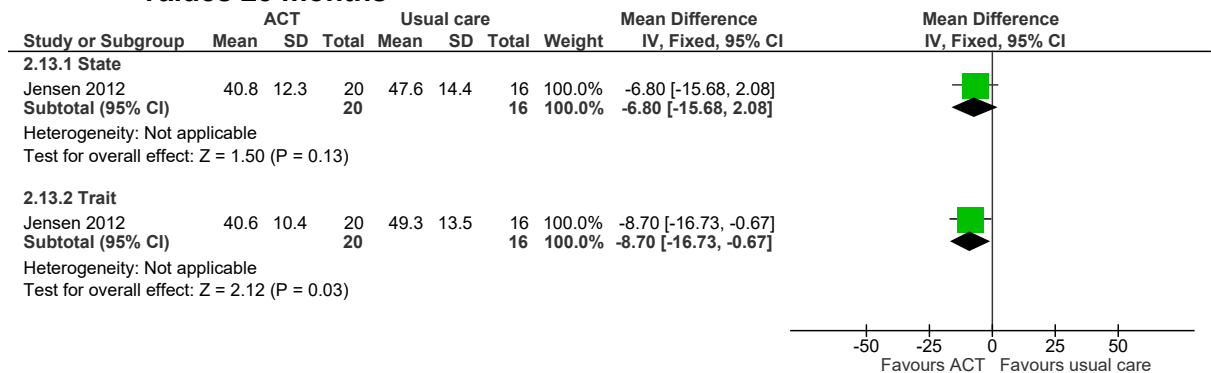 ACT Usual care Mean Difference Mean Difference
Study or Subgroup Mean SD Total Mean SD Total Weight IV, Fixed, 95% CI IV, Fixed, 95% CI
2.13.1 State
Jensen 2012 40.8 12.3 20 47.6 14.4 16 100.0% -6.80 [-15.68, 2.08]
Subtotal (95% CI) 20 16 100.0% -6.80 [-15.68, 2.08]
Heterogeneity: Not applicable
Test for overall effect: Z = 1.50 (P = 0.13)
2.13.2 Trait
Jensen 2012 40.6 10.4 20 49.3 13.5 16 100.0% -8.70 [-16.73, -0.67]
Subtotal (95% CI) 20 16 100.0% -8.70 [-16.73, -0.67]
Heterogeneity: Not applicable
Test for overall effect: Z = 2.12 (P = 0.03)
-50 -25 0 25 50
Favours ACT Favours usual care